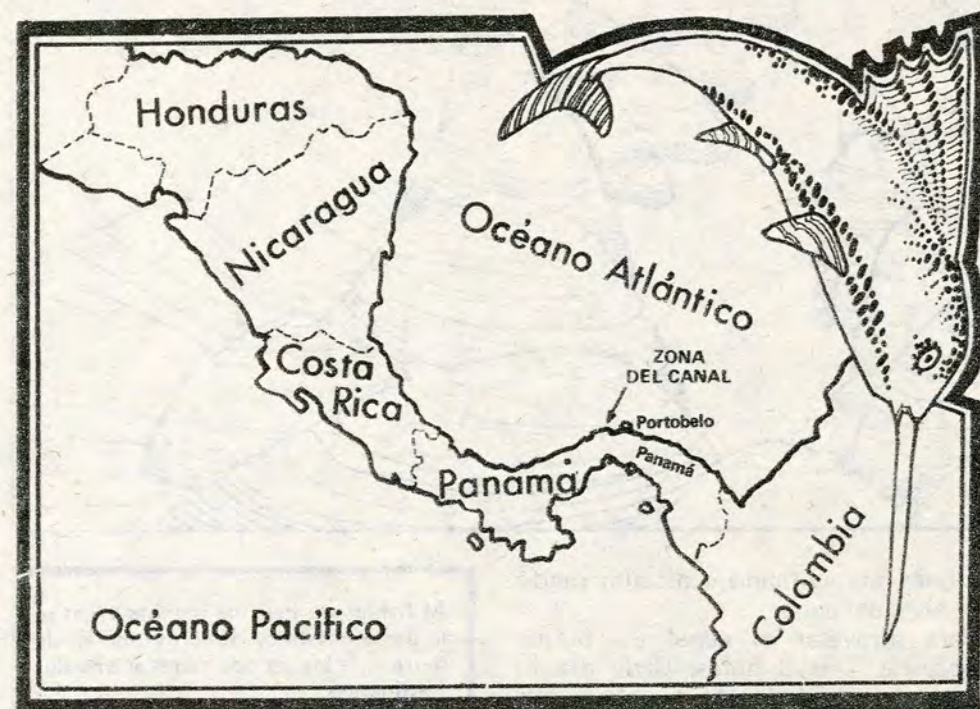 Honduras
Nicaragua
Océano Atlántico
Costa
Rica
ZONA
DEL CANAL
Portobelo
Panamá
Panamá
Colombia
Océano Pacifico